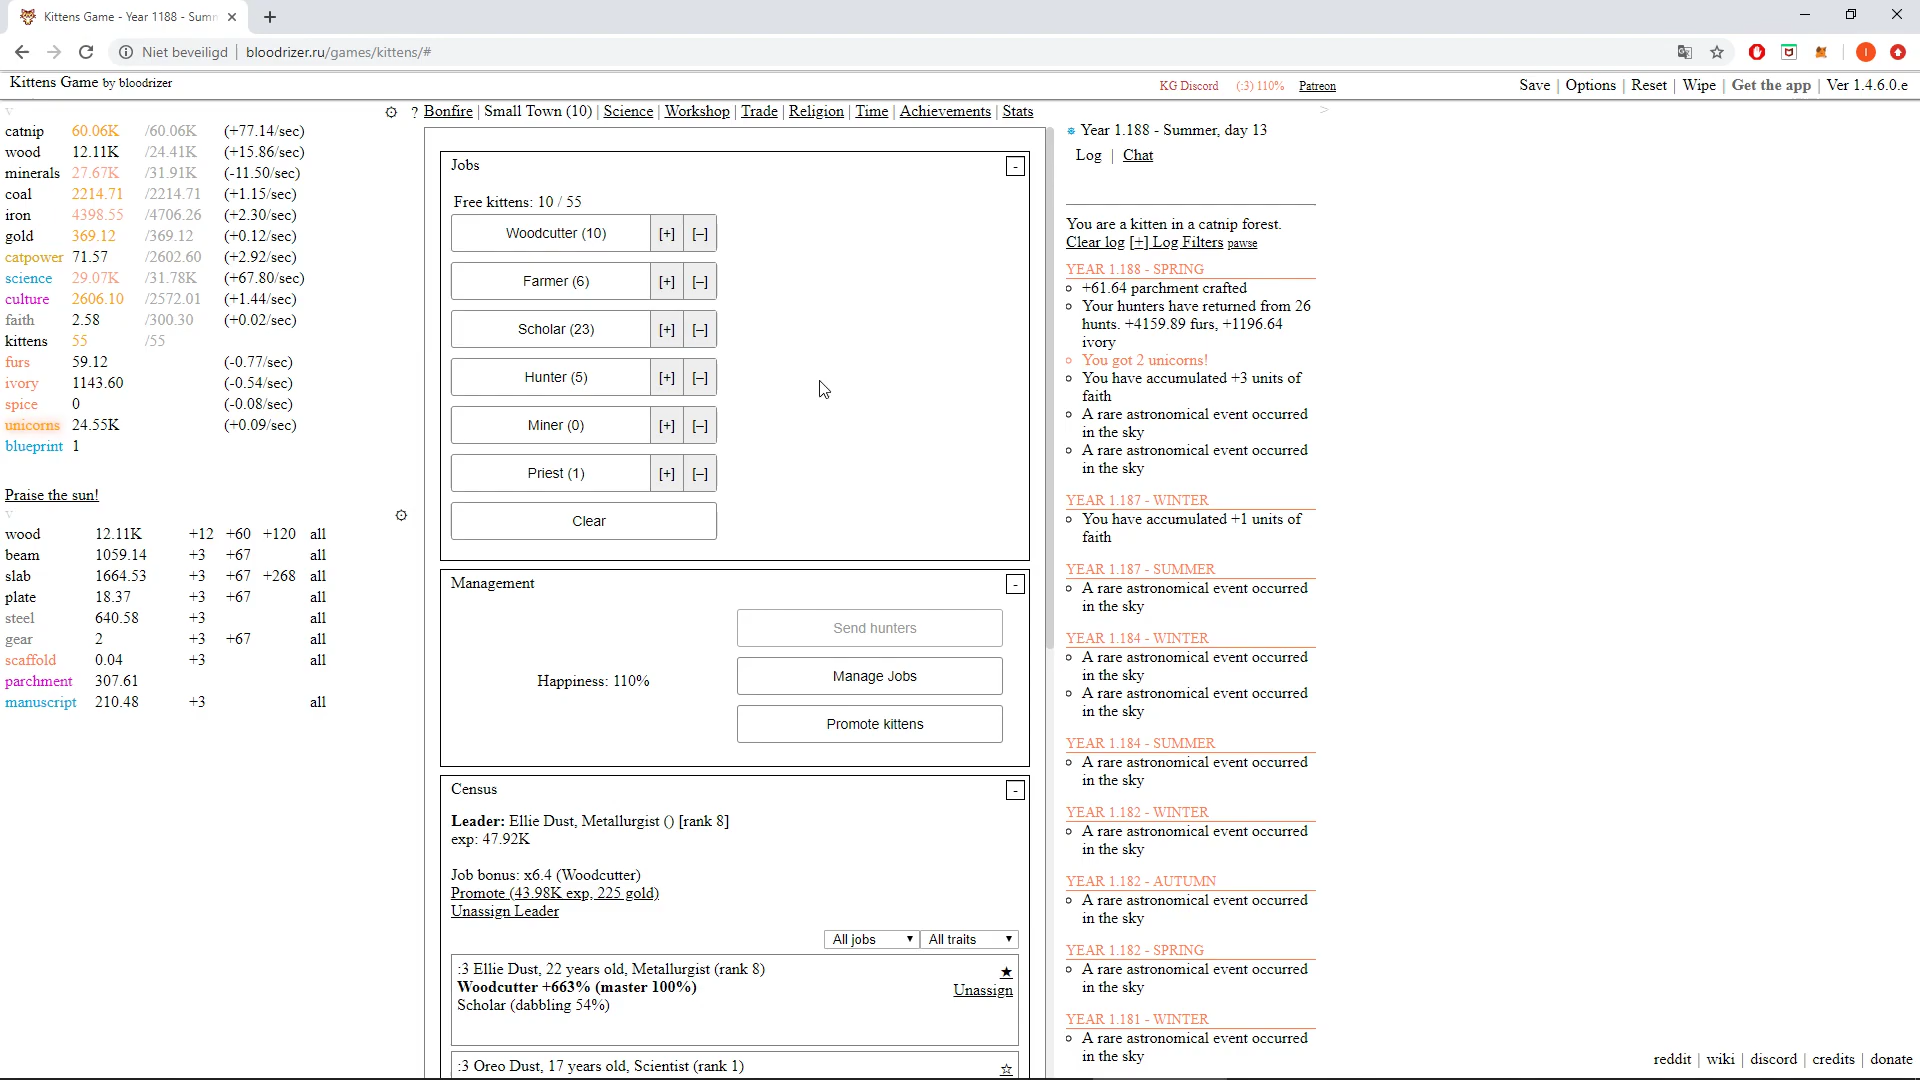 Kittens Game - Year 1188 - Summ
Niet beveiligd | bloodrizer.ru/games/kittens/#
Kittens Game by bloodrizer
KG Discord (:3) 110% Patreon
Save | Options | Reset | Wipe | Get the app | Ver 1.4.6.0.e
? Bonfire | Small Town (10) | Science | Workshop | Trade | Religion | Time | Achievements | Stats
>
v
catnip 60.06K /60.06K (+77.14/sec)
wood 12.11K /24.41K (+15.86/sec)
minerals 27.67K /31.91K (-11.50/sec)
coal 2214.71 /2214.71 (+1.15/sec)
iron 4398.55 /4706.26 (+2.30/sec)
gold 369.12 /369.12 (+0.12/sec)
catpower 71.57 /2602.60 (+2.92/sec)
science 29.07K /31.78K (+67.80/sec)
culture 2606.10 /2572.01 (+1.44/sec)
faith 2.58 /300.30 (+0.02/sec)
kittens 55 /55
furs 59.12 (-0.77/sec)
ivory 1143.60 (-0.54/sec)
spice 0 (-0.08/sec)
unicorns 24.55K (+0.09/sec)
blueprint 1
Praise the sun!
v
wood 12.11K +12 +60 +120 all
beam 1059.14 +3 +67 all
slab 1664.53 +3 +67 +268 all
plate 18.37 +3 +67 all
steel 640.58 +3 all
gear 2 +3 +67 all
scaffold 0.04 +3 all
parchment 307.61
manuscript 210.48 +3 all
Jobs [-]
Free kittens: 10 / 55
Woodcutter (10) [+] [–]
Farmer (6) [+] [–]
Scholar (23) [+] [–]
Hunter (5) [+] [–]
Miner (0) [+] [–]
Priest (1) [+] [–]
Clear
Management [-]
Send hunters
Happiness: 110%
Manage Jobs
Promote kittens
Census [-]
Leader: Ellie Dust, Metallurgist () [rank 8]
exp: 47.92K
Job bonus: x6.4 (Woodcutter)
Promote (43.98K exp, 225 gold)
Unassign Leader
All jobs All traits
:3 Ellie Dust, 22 years old, Metallurgist (rank 8) ★
Woodcutter +663% (master 100%)
Unassign
Scholar (dabbling 54%)
:3 Oreo Dust, 17 years old, Scientist (rank 1) ☆
Year 1.188 - Summer, day 13
Log | Chat
You are a kitten in a catnip forest.
Clear log [+] Log Filters pawse
YEAR 1.188 - SPRING
+61.64 parchment crafted
Your hunters have returned from 26
hunts. +4159.89 furs, +1196.64
ivory
You got 2 unicorns!
You have accumulated +3 units of
faith
A rare astronomical event occurred
in the sky
A rare astronomical event occurred
in the sky
YEAR 1.187 - WINTER
You have accumulated +1 units of
faith
YEAR 1.187 - SUMMER
A rare astronomical event occurred
in the sky
YEAR 1.184 - WINTER
A rare astronomical event occurred
in the sky
A rare astronomical event occurred
in the sky
YEAR 1.184 - SUMMER
A rare astronomical event occurred
in the sky
YEAR 1.182 - WINTER
A rare astronomical event occurred
in the sky
YEAR 1.182 - AUTUMN
A rare astronomical event occurred
in the sky
YEAR 1.182 - SPRING
A rare astronomical event occurred
in the sky
YEAR 1.181 - WINTER
A rare astronomical event occurred
in the sky
reddit | wiki | discord | credits | donate